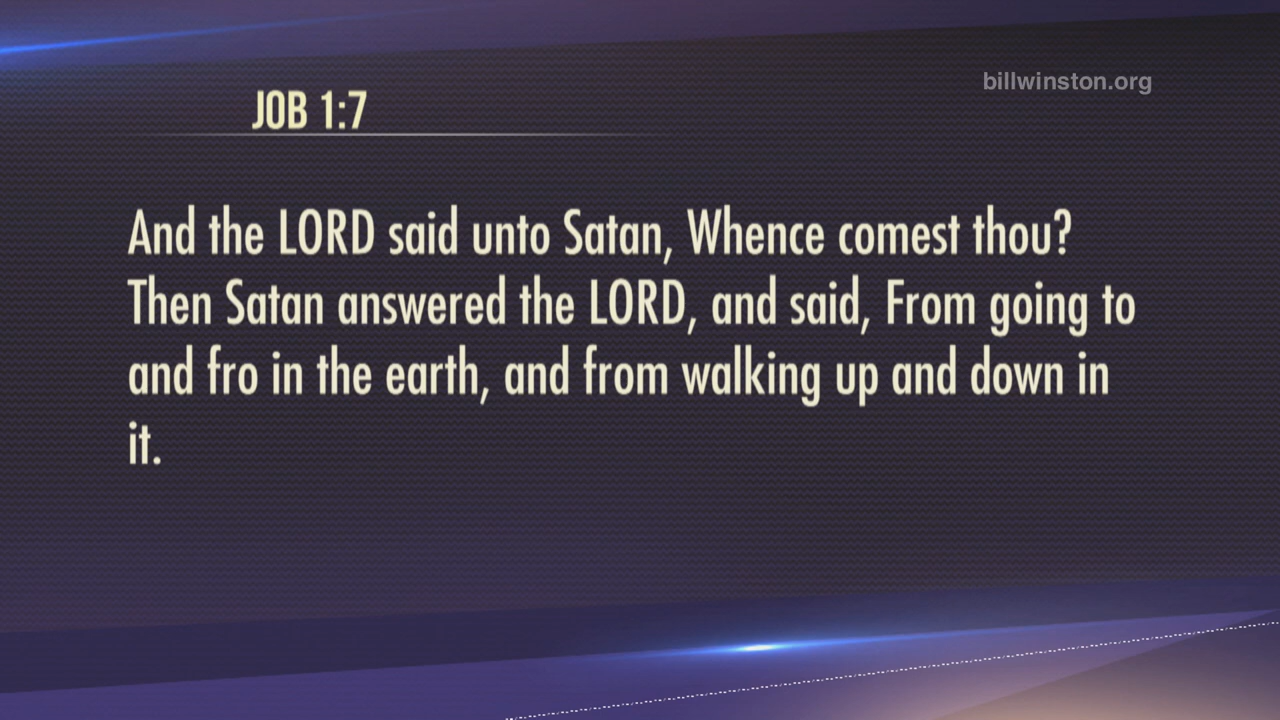 billwinston.org
JOB 1:7
And the LORD said unto Satan, Whence comest thou?
Then Satan answered the LORD, and said, From going to
and fro in the earth, and from walking up and down in
it.